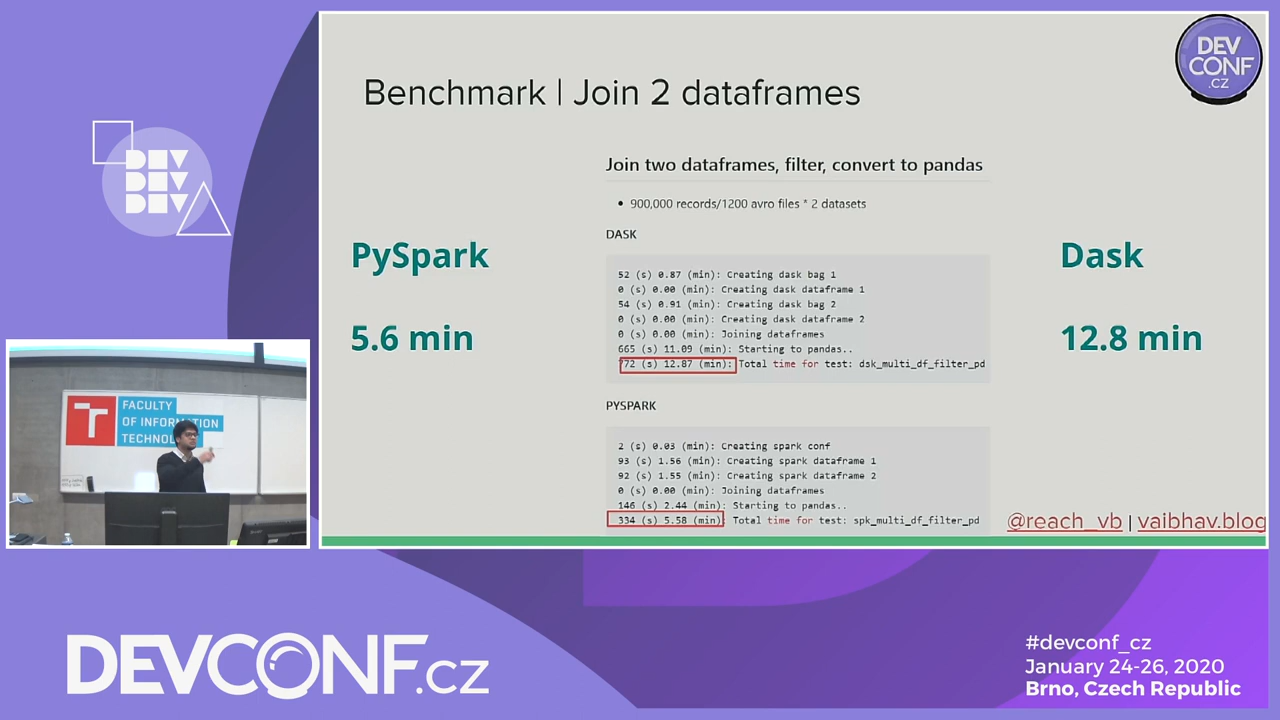 DEV
CONF
.CZ
Benchmark | Join 2 dataframes
Join two dataframes, filter, convert to pandas
• 900,000 records/1200 avro files * 2 datasets
DEV
DEV
DEV
DASK
PySpark
5.6 min
52 (s) 0.87 (min): Creating dask bag 1
0 (s) 0.00 (min): Creating dask dataframe 1
54 (s) 0.91 (min): Creating dask bag 2
0 (s) 0.00 (min): Creating dask dataframe 2
0 (s) 0.00 (min): Joining dataframes
665 (s) 11.09 (min): Starting to pandas..
772 (s) 12.87 (min): Total time for test: dsk_multi_df_filter_pd
Dask
12.8 min
PYSPARK
2 (s) 0.03 (min): Creating spark conf
93 (s) 1.56 (min): Creating spark dataframe 1
92 (s) 1.55 (min): Creating spark dataframe 2
0 (s) 0.00 (min): Joining dataframes
146 (s) 2.44 (min): Starting to pandas..
334 (s) 5.58 (min): Total time for test: spk_multi_df_filter_pd
@reach_vb | vaibhav.blog
FACULTY
OF INFORMATION
TECHNOL
DEVCONF.CZ
#devconf_cz
January 24-26, 2020
Brno, Czech Republic